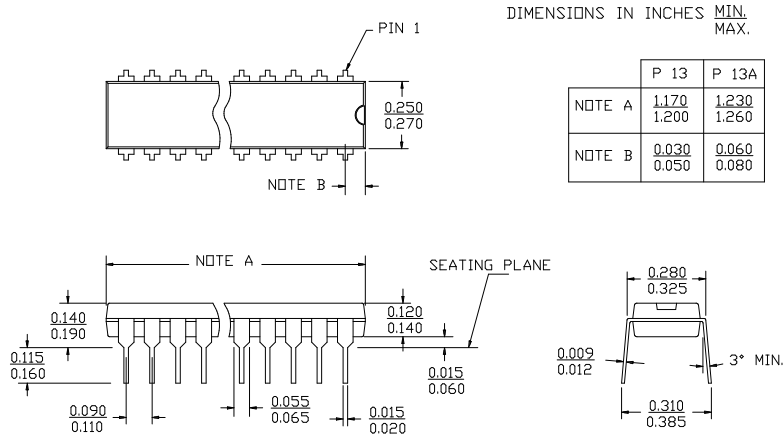 DIMENSIONS IN INCHES MIN.
MAX.
PIN 1
P 13 P 13A
NOTE A 1.170 1.230
1.200 1.260
NOTE B 0.030 0.060
0.050 0.080
0.250
0.270
NOTE B
NOTE A
SEATING PLANE
0.280
0.325
0.140
0.190
0.120
0.140
0.115
0.160
0.015
0.060
0.009
0.012
3° MIN.
0.090
0.110
0.055
0.065
0.015
0.020
0.310
0.385